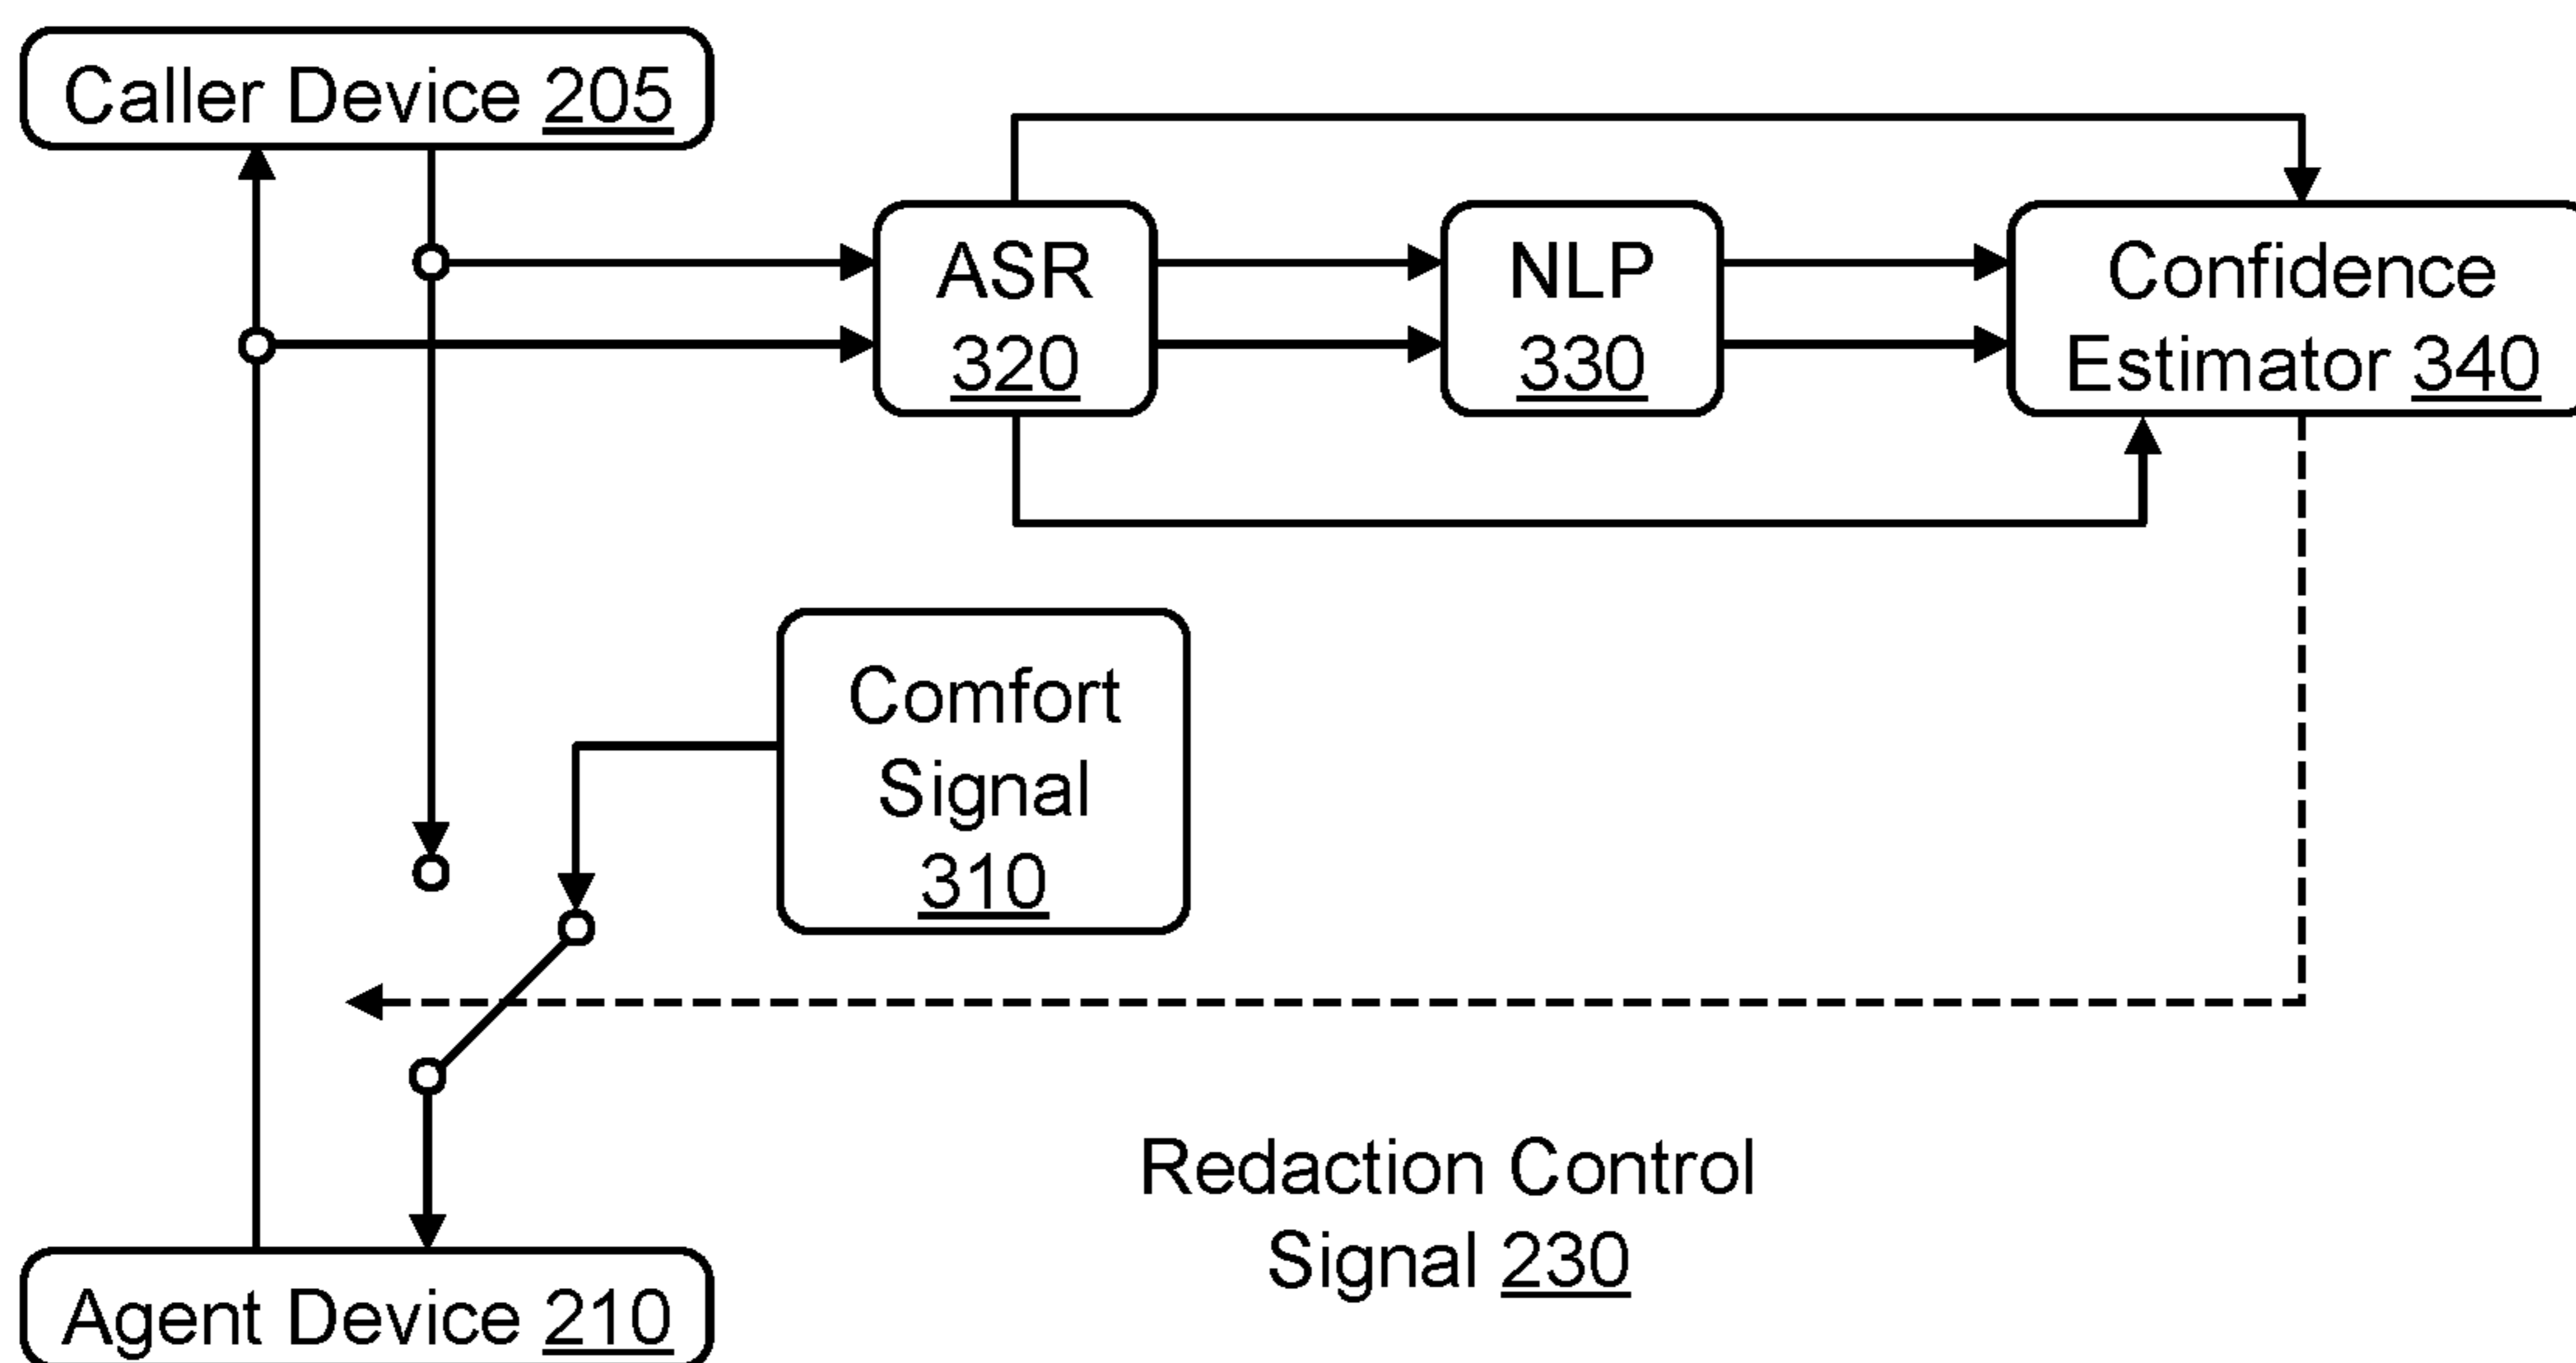 Caller Device 205
ASR
320
NLP
330
Confidence
Estimator 340
Comfort
Signal
310
Redaction Control
Signal 230
Agent Device 210